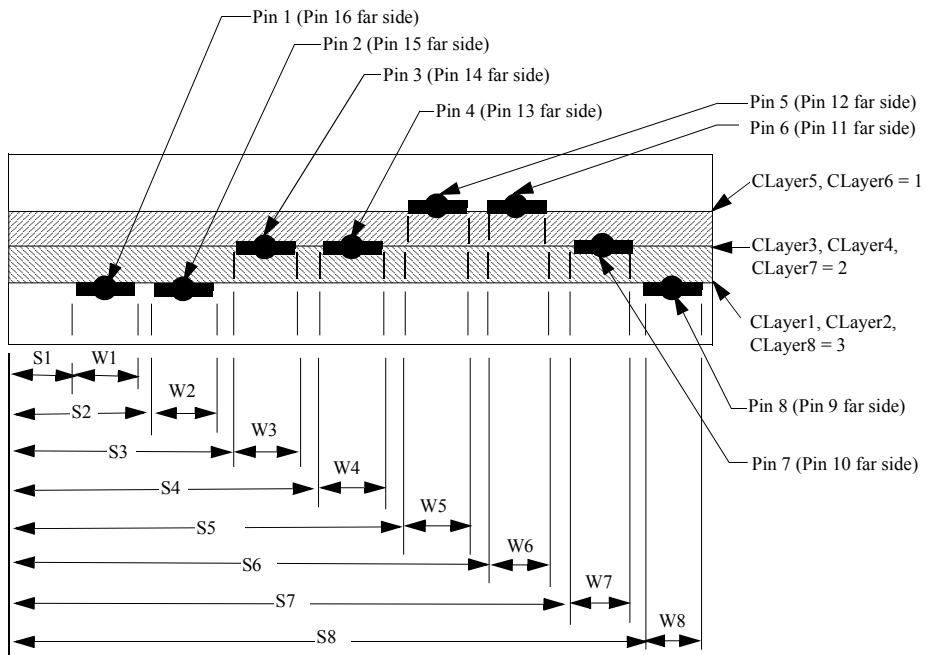 Pin 1 (Pin 16 far side)
Pin 2 (Pin 15 far side)
Pin 3 (Pin 14 far side)
Pin 4 (Pin 13 far side)
Pin 5 (Pin 12 far side)
Pin 6 (Pin 11 far side)
CLayer5, CLayer6 = 1
CLayer3, CLayer4,
CLayer7 = 2
CLayer1, CLayer2,
CLayer8 = 3
Pin 8 (Pin 9 far side)
Pin 7 (Pin 10 far side)
S1
W1
S2
W2
S3
W3
S4
W4
S5
W5
S6
W6
S7
W7
S8
W8